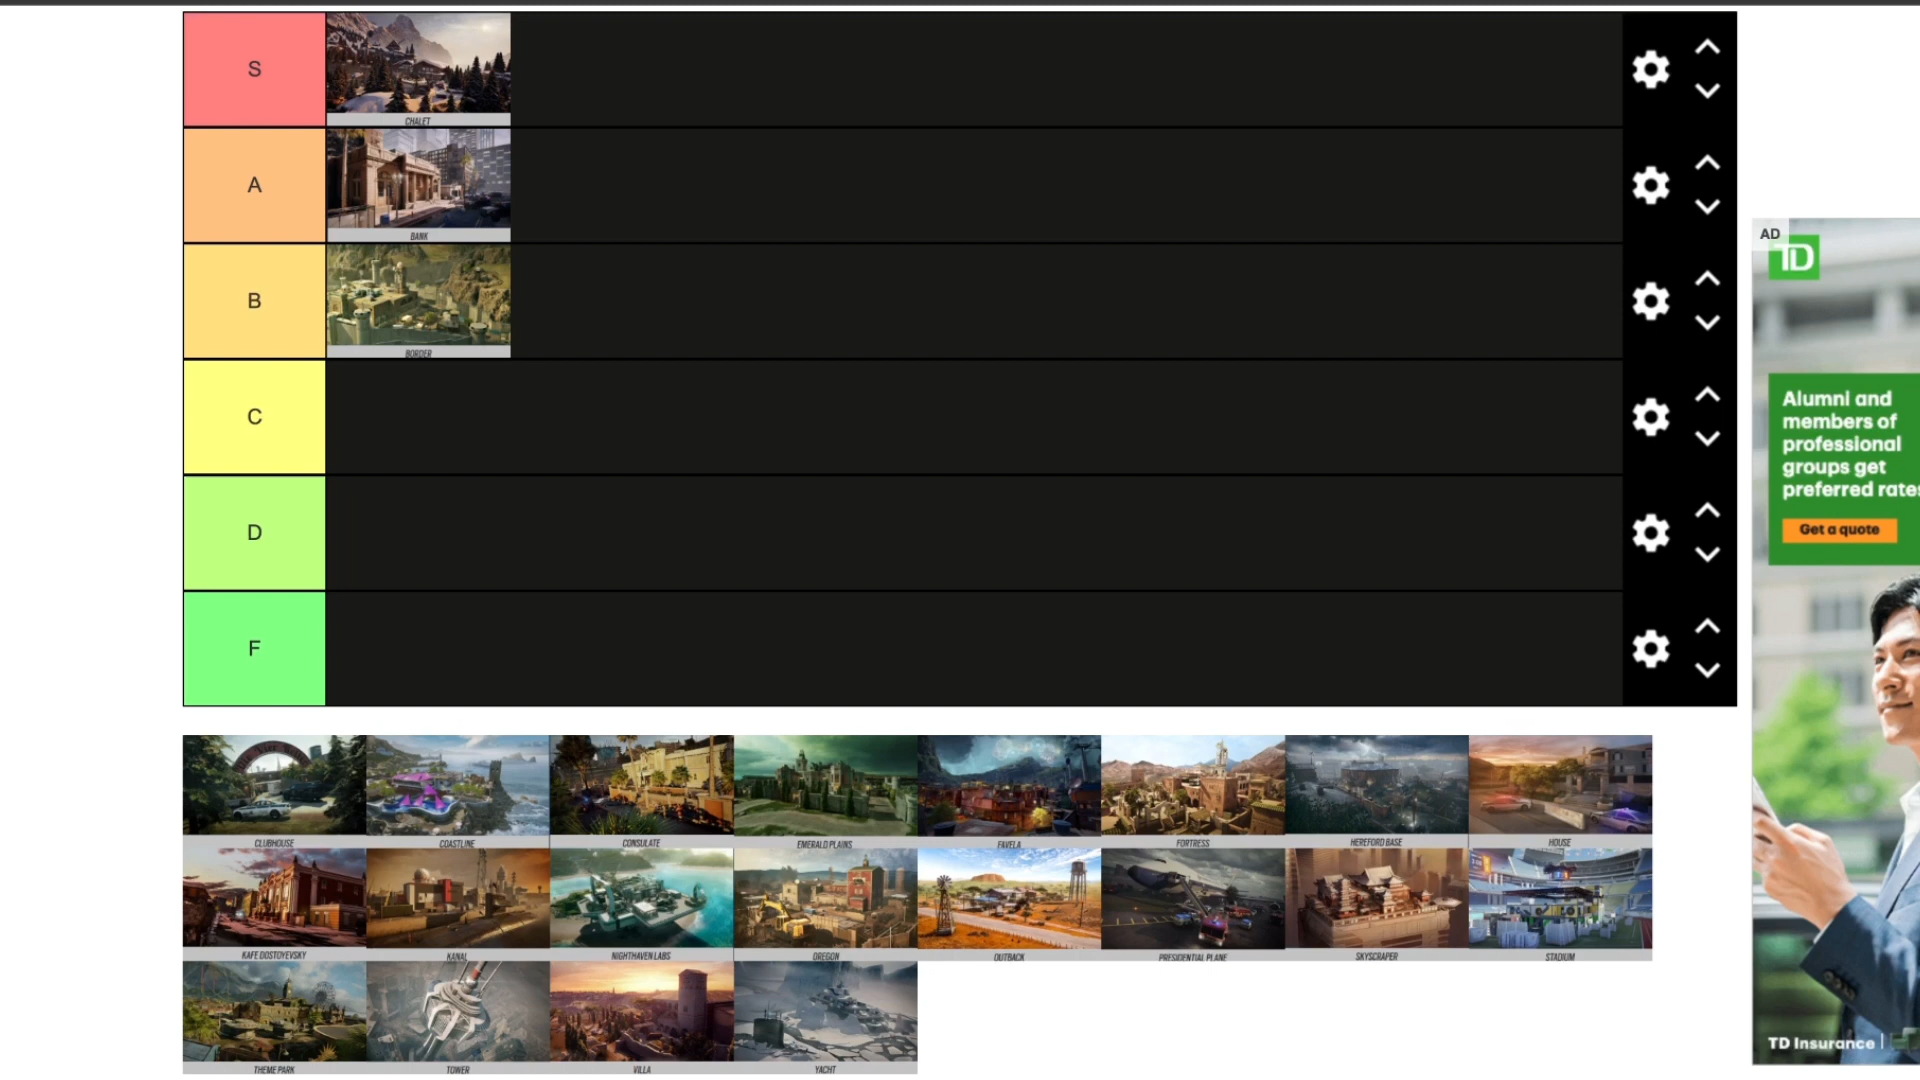 S
CHALET
A
BANK
B
BORDER
C
D
F
CLUBHOUSE
COASTLINE
CONSULATE
EMERALD PLAINS
FAVELA
FORTRESS
HEREFORD BASE
HOUSE
KAFE DOSTOYEVSKY
KANAL
NIGHTHAVEN LABS
OREGON
OUTBACK
PRESIDENTIAL PLANE
SKYSCRAPER
STADIUM
THEME PARK
TOWER
VILLA
YACHT
AD
TD
Alumni and
members of
professional
groups get
preferred rates
Get a quote
TD Insurance